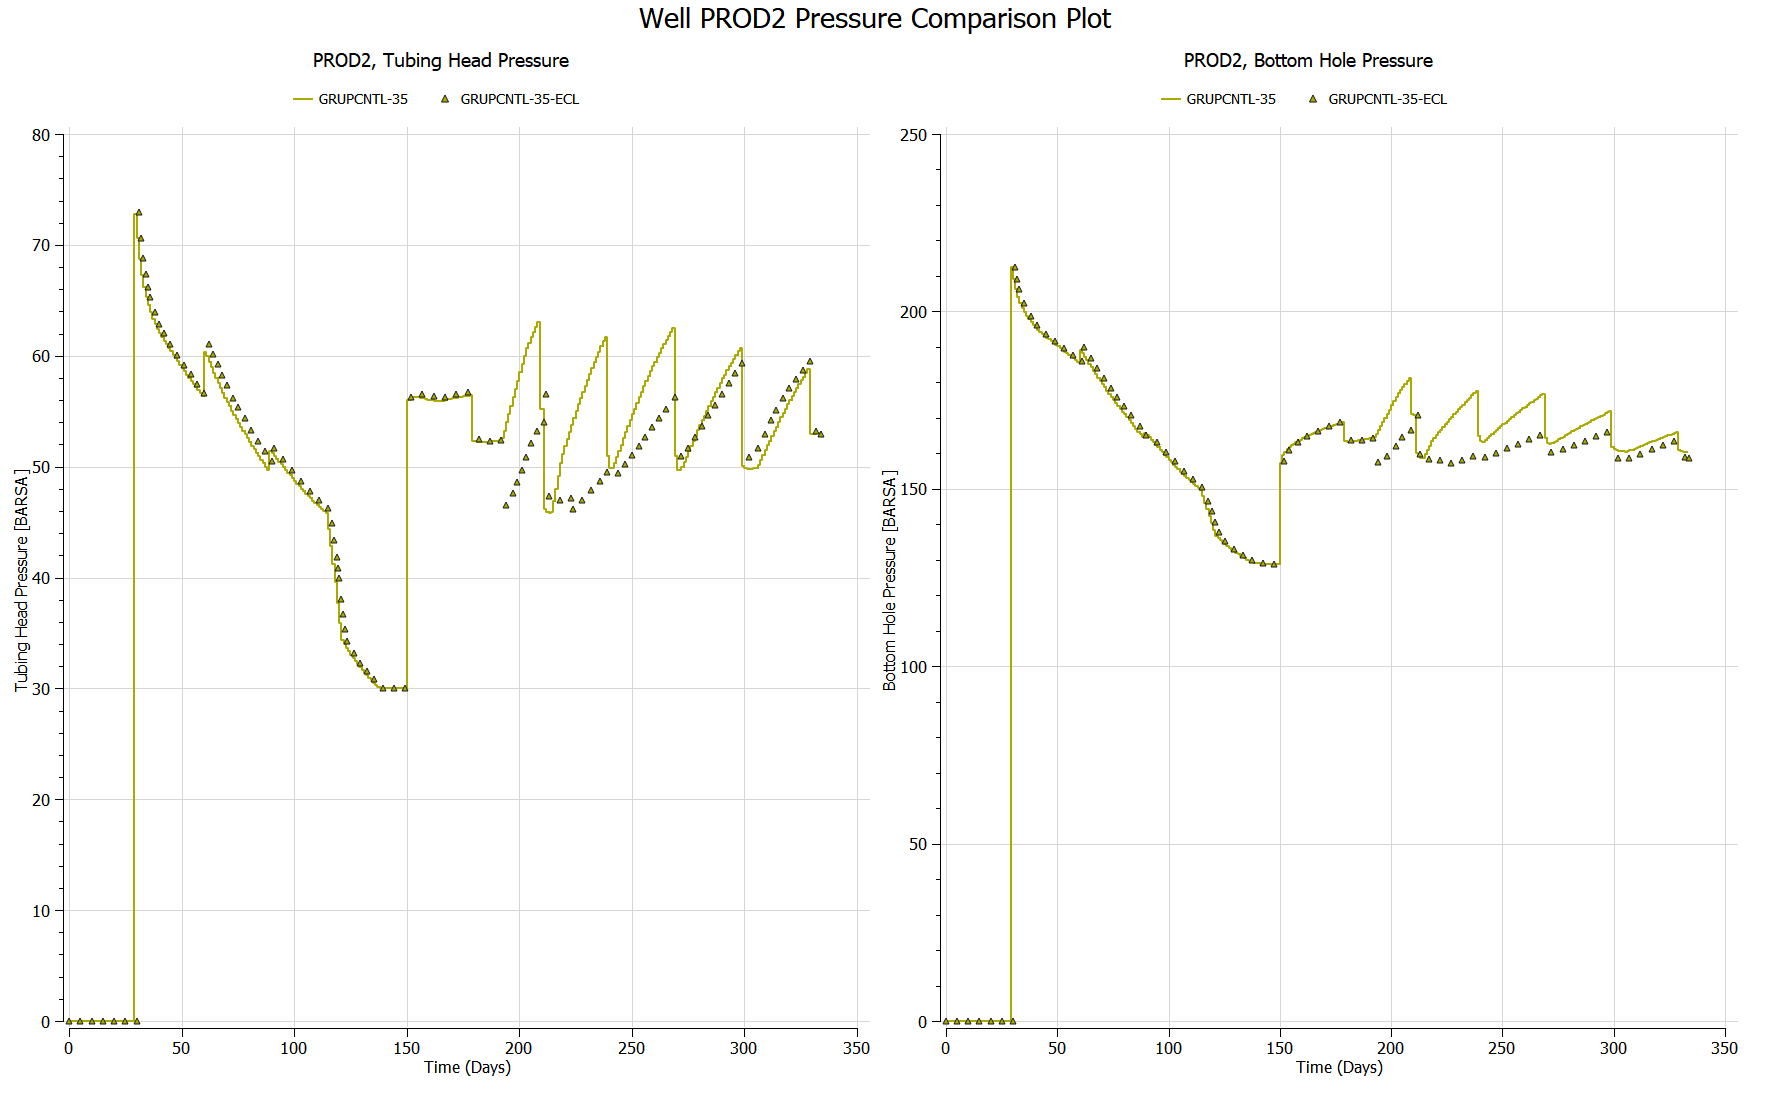 Well PROD2 Pressure Comparison Plot
PROD2, Tubing Head Pressure
GRUPCNTL-35 GRUPCNTL-35-ECL
80
70
60
50
40
30
20
10
0
Tubing Head Pressure [BARSA]
0 50 100 150 200 250 300 350
Time (Days)
PROD2, Bottom Hole Pressure
GRUPCNTL-35 GRUPCNTL-35-ECL
250
200
150
100
50
0
Bottom Hole Pressure [BARSA]
0 50 100 150 200 250 300 350
Time (Days)